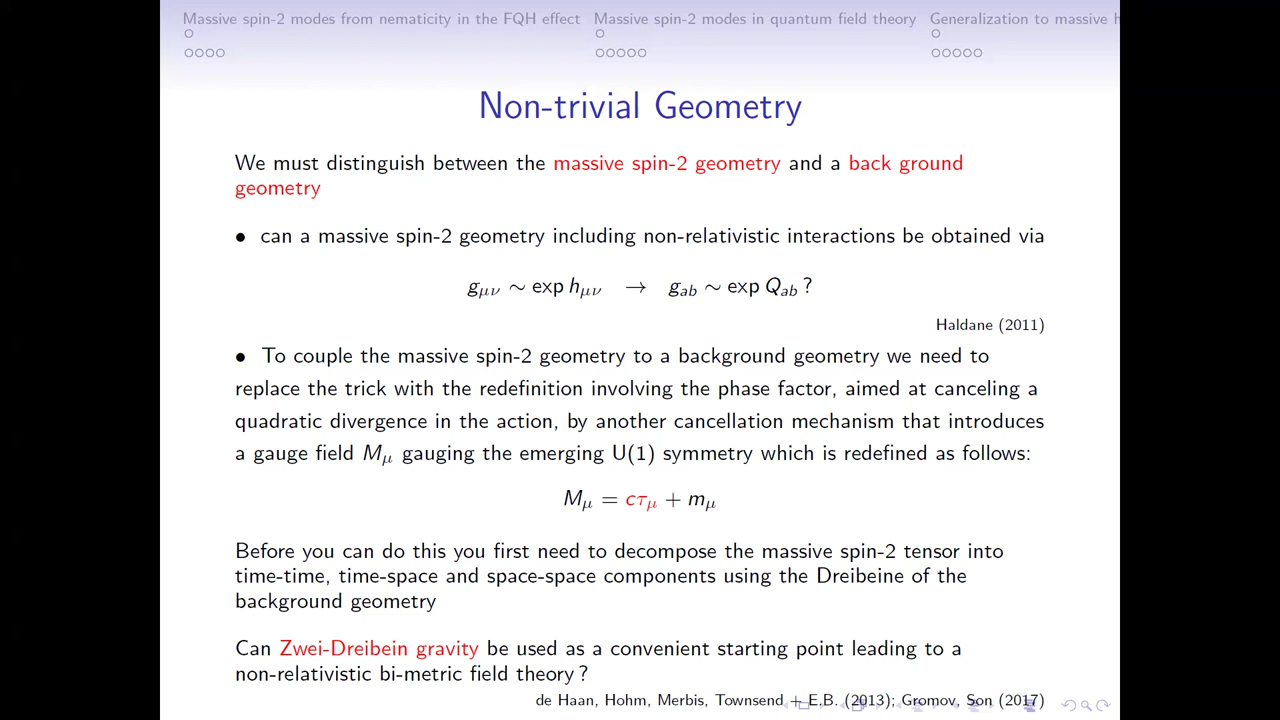 Massive spin-2 modes from nematicity in the FQH effect Massive spin-2 modes in quantum field theory Generalization to massive h
Non-trivial Geometry
We must distinguish between the massive spin-2 geometry and a back ground
geometry
• can a massive spin-2 geometry including non-relativistic interactions be obtained via
g_μν ∼ exp h_μν → g_ab ∼ exp Q_ab ?
Haldane (2011)
• To couple the massive spin-2 geometry to a background geometry we need to
replace the trick with the redefinition involving the phase factor, aimed at canceling a
quadratic divergence in the action, by another cancellation mechanism that introduces
a gauge field M_μ gauging the emerging U(1) symmetry which is redefined as follows:
M_μ = cτ_μ + m_μ
Before you can do this you first need to decompose the massive spin-2 tensor into
time-time, time-space and space-space components using the Dreibeine of the
background geometry
Can Zwei-Dreibein gravity be used as a convenient starting point leading to a
non-relativistic bi-metric field theory ?
de Haan, Hohm, Merbis, Townsend + E.B. (2013); Gromov, Son (2017)